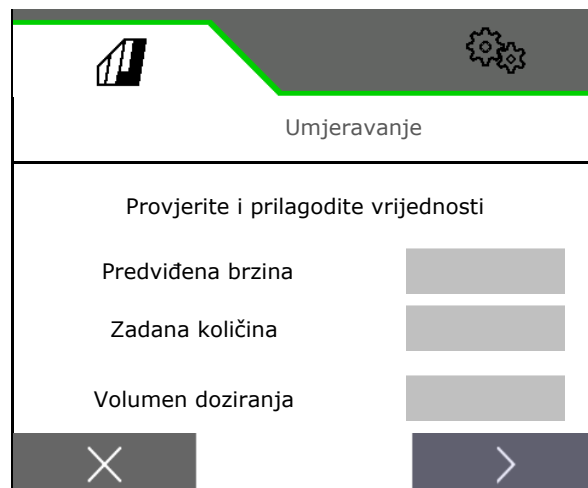 Umjeravanje
Provjerite i prilagodite vrijednosti
Predviđena brzina
Zadana količina
Volumen doziranja